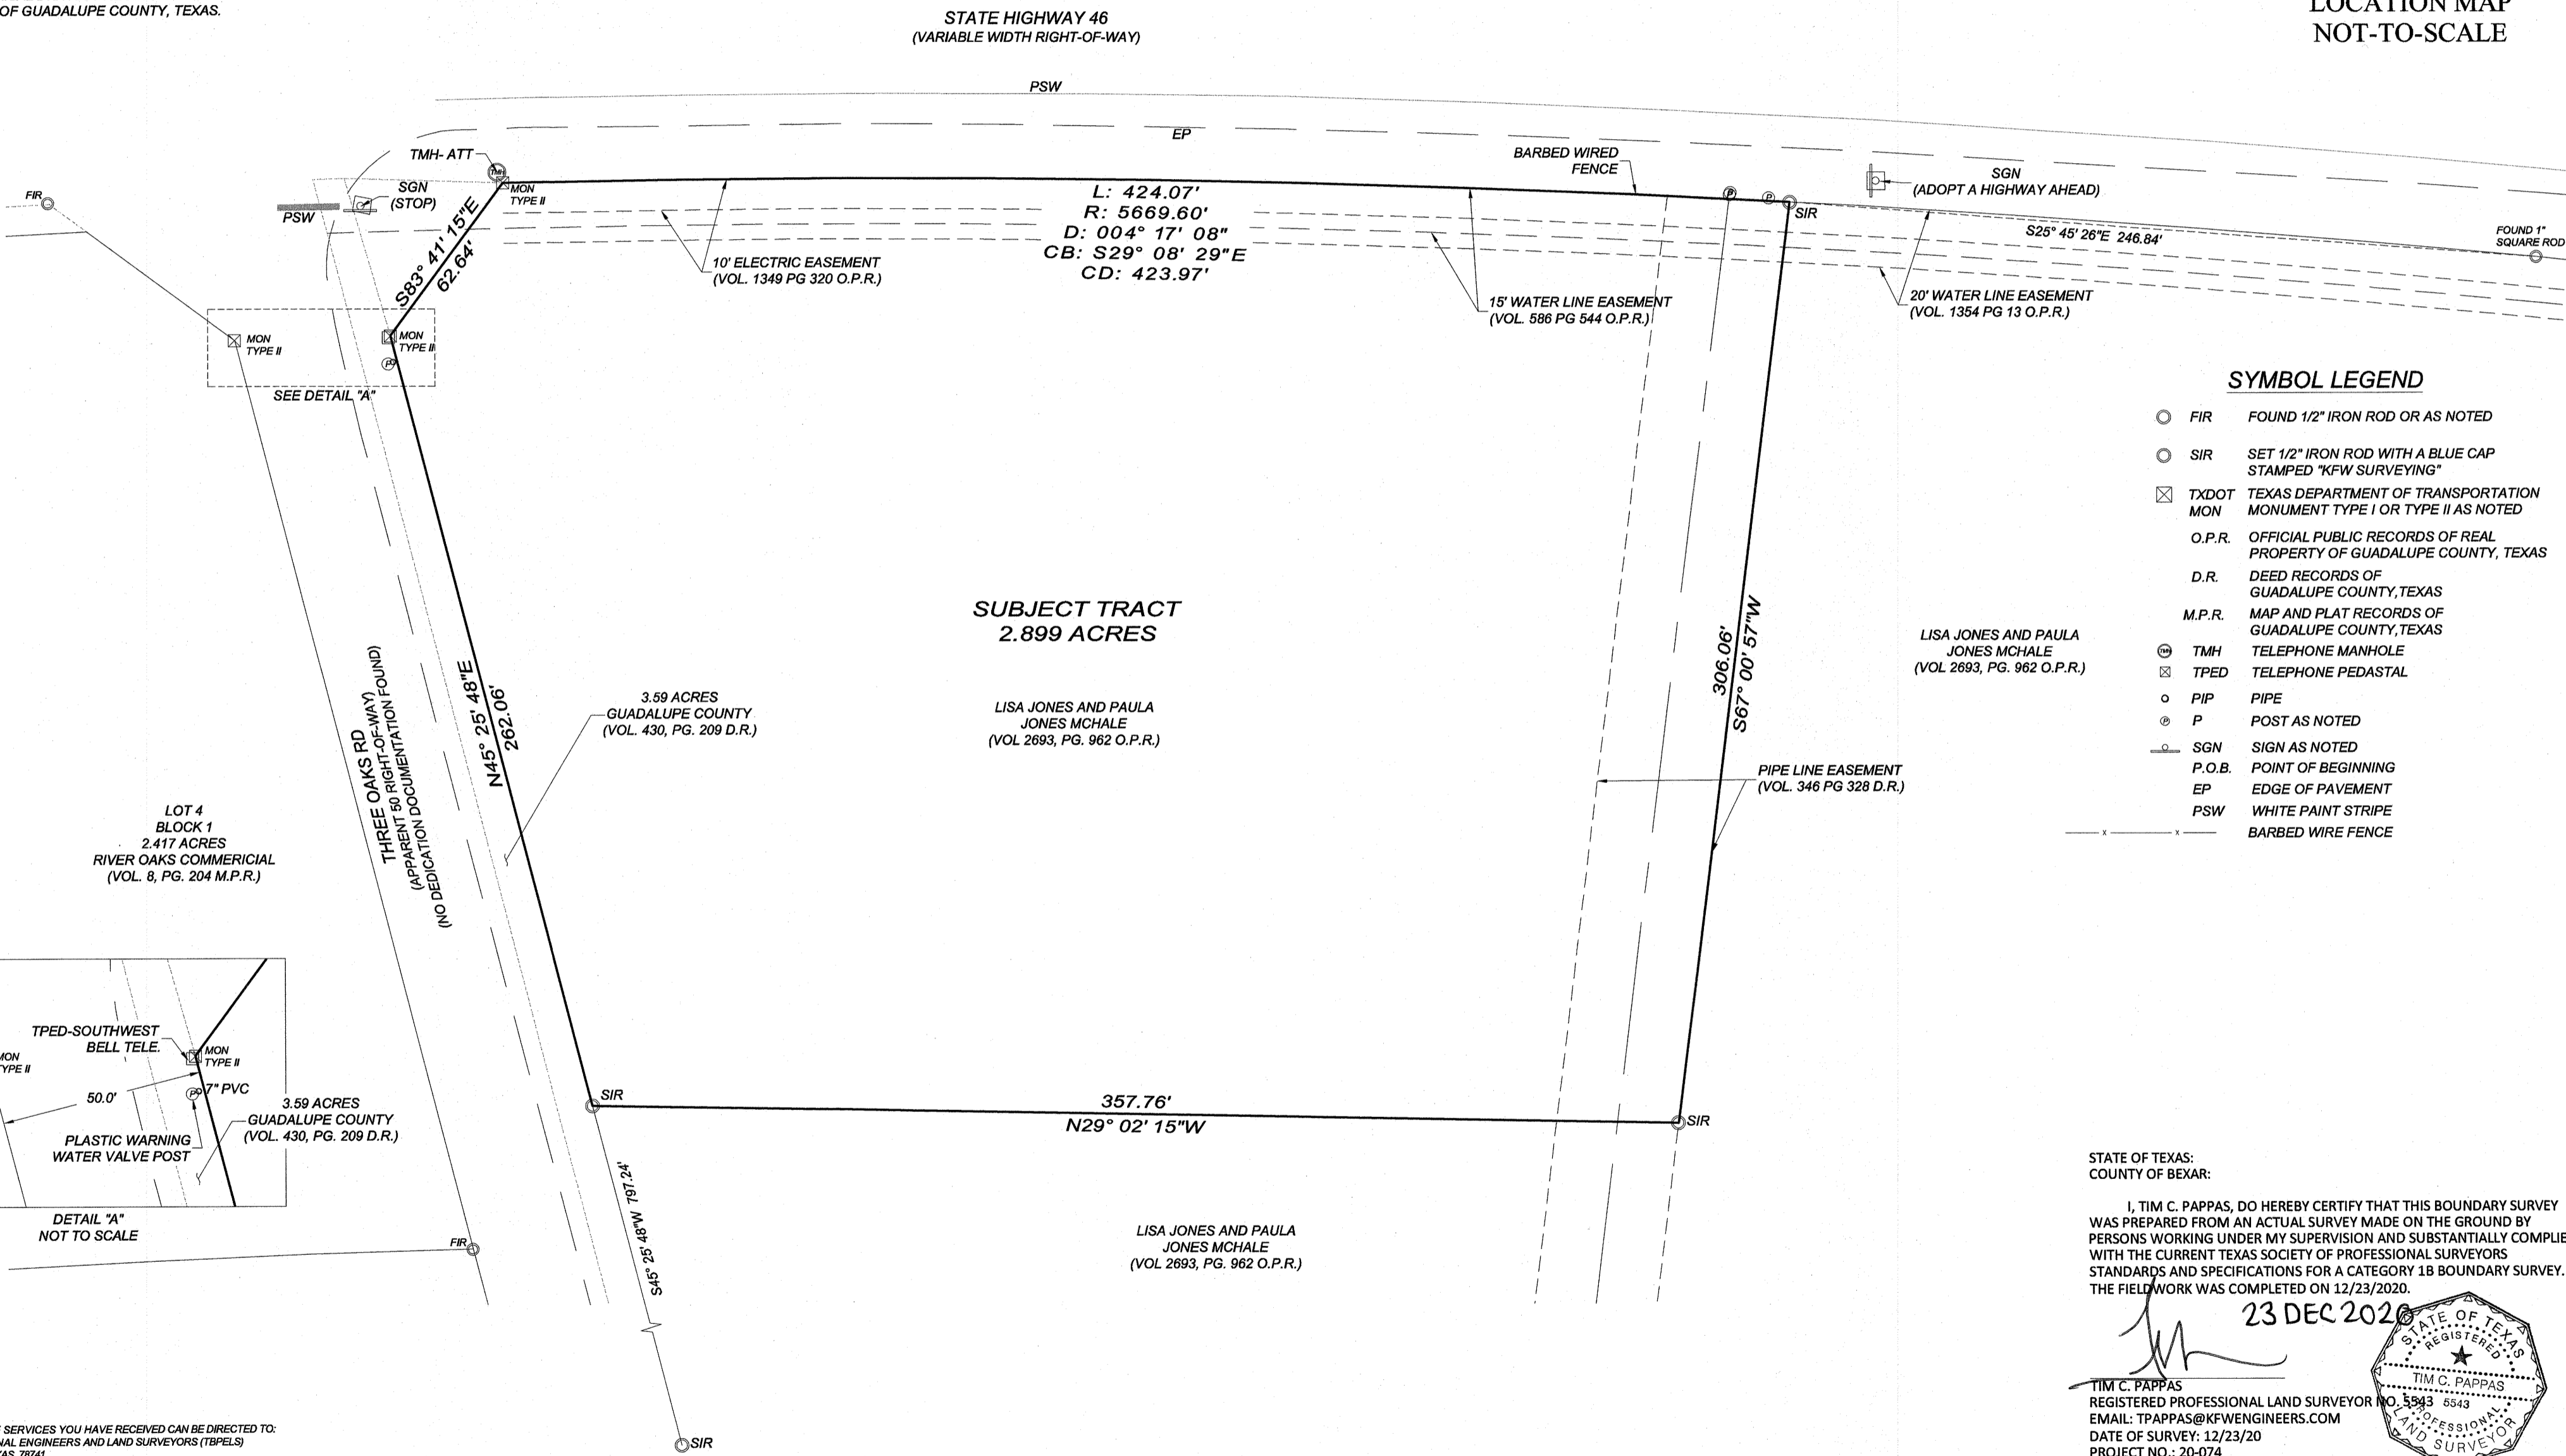 OF GUADALUPE COUNTY, TEXAS.
STATE HIGHWAY 46
(VARIABLE WIDTH RIGHT-OF-WAY)
LOCATION MAP
NOT-TO-SCALE
PSW
EP
TMH- ATT
TMH
MON
TYPE II
SGN
(STOP)
FIR
PSW
BARBED WIRED
FENCE
P
P
SIR
SGN
(ADOPT A HIGHWAY AHEAD)
S25° 45' 26"E 246.84'
FOUND 1"
SQUARE ROD
L: 424.07'
R: 5669.60'
D: 004° 17' 08"
CB: S29° 08' 29"E
CD: 423.97'
S83° 41' 15"E
62.64'
10' ELECTRIC EASEMENT
(VOL. 1349 PG 320 O.P.R.)
15' WATER LINE EASEMENT
(VOL. 586 PG 544 O.P.R.)
20' WATER LINE EASEMENT
(VOL. 1354 PG 13 O.P.R.)
MON
TYPE II
MON
TYPE II
P
SEE DETAIL "A"
SYMBOL LEGEND
FIR FOUND 1/2" IRON ROD OR AS NOTED
SIR SET 1/2" IRON ROD WITH A BLUE CAP
STAMPED "KFW SURVEYING"
TXDOT TEXAS DEPARTMENT OF TRANSPORTATION
MON MONUMENT TYPE I OR TYPE II AS NOTED
O.P.R. OFFICIAL PUBLIC RECORDS OF REAL
PROPERTY OF GUADALUPE COUNTY, TEXAS
D.R. DEED RECORDS OF
GUADALUPE COUNTY,TEXAS
M.P.R. MAP AND PLAT RECORDS OF
GUADALUPE COUNTY,TEXAS
TMH TMH TELEPHONE MANHOLE
TPED TELEPHONE PEDASTAL
PIP PIPE
P P POST AS NOTED
SGN SIGN AS NOTED
P.O.B. POINT OF BEGINNING
EP EDGE OF PAVEMENT
PSW WHITE PAINT STRIPE
x x BARBED WIRE FENCE
SUBJECT TRACT
2.899 ACRES
LISA JONES AND PAULA
JONES MCHALE
(VOL 2693, PG. 962 O.P.R.)
3.59 ACRES
GUADALUPE COUNTY
(VOL. 430, PG. 209 D.R.)
N45° 25' 48"E
262.06'
THREE OAKS RD
(APPARENT 50 RIGHT-OF-WAY)
(NO DEDICATION DOCUMENTATION FOUND)
306.06'
S67° 00' 57"W
LISA JONES AND PAULA
JONES MCHALE
(VOL 2693, PG. 962 O.P.R.)
PIPE LINE EASEMENT
(VOL. 346 PG 328 D.R.)
LOT 4
BLOCK 1
2.417 ACRES
RIVER OAKS COMMERICIAL
(VOL. 8, PG. 204 M.P.R.)
TPED-SOUTHWEST
BELL TELE.
MON
TYPE II
MON
TYPE II
P
7" PVC
50.0'
3.59 ACRES
GUADALUPE COUNTY
(VOL. 430, PG. 209 D.R.)
PLASTIC WARNING
WATER VALVE POST
DETAIL "A"
NOT TO SCALE
FIR
SIR
357.76'
N29° 02' 15"W
SIR
S45° 25' 48"W 797.24'
SIR
LISA JONES AND PAULA
JONES MCHALE
(VOL 2693, PG. 962 O.P.R.)
STATE OF TEXAS:
COUNTY OF BEXAR:
I, TIM C. PAPPAS, DO HEREBY CERTIFY THAT THIS BOUNDARY SURVEY
WAS PREPARED FROM AN ACTUAL SURVEY MADE ON THE GROUND BY
PERSONS WORKING UNDER MY SUPERVISION AND SUBSTANTIALLY COMPLIE
WITH THE CURRENT TEXAS SOCIETY OF PROFESSIONAL SURVEYORS
STANDARDS AND SPECIFICATIONS FOR A CATEGORY 1B BOUNDARY SURVEY.
THE FIELDWORK WAS COMPLETED ON 12/23/2020.
23 DEC 2020
TIM C. PAPPAS
REGISTERED PROFESSIONAL LAND SURVEYOR NO. 5543
EMAIL: TPAPPAS@KFWENGINEERS.COM
DATE OF SURVEY: 12/23/20
PROJECT NO.: 20-074
STATE OF TEXAS
REGISTERED
TIM C. PAPPAS
5543
PROFESSIONAL
LAND SURVEYOR
SERVICES YOU HAVE RECEIVED CAN BE DIRECTED TO:
NAL ENGINEERS AND LAND SURVEYORS (TBPELS)
78741